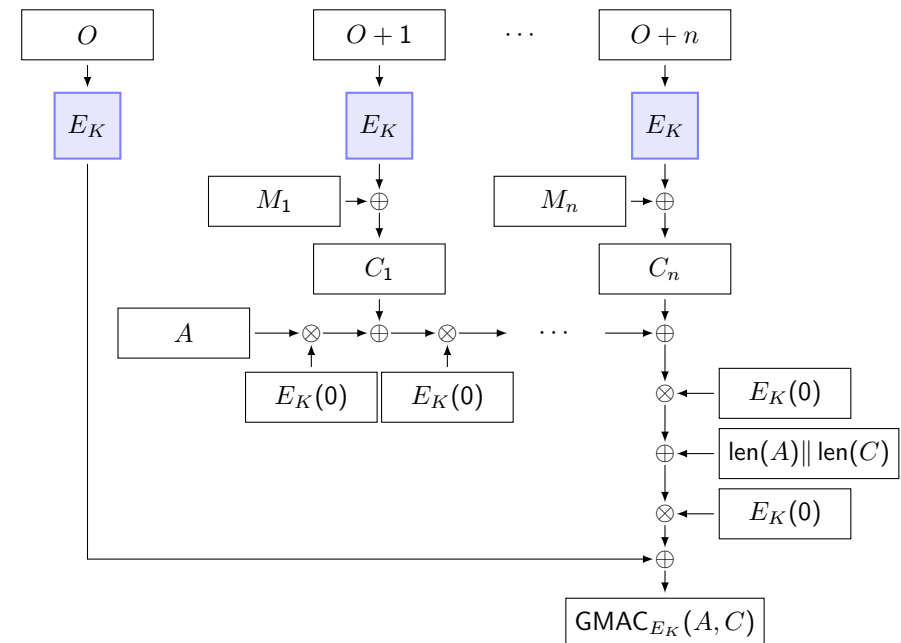 O O + 1 ⋯ O + n
E_K E_K E_K
M_1 ⊕ M_n ⊕
C_1 C_n
A ⊗ ⊕ ⊗ ⋯ ⊕
E_K(0) E_K(0) ⊗ E_K(0)
⊕ len(A)‖ len(C)
⊗ E_K(0)
⊕
GMAC_{E_K}(A, C)